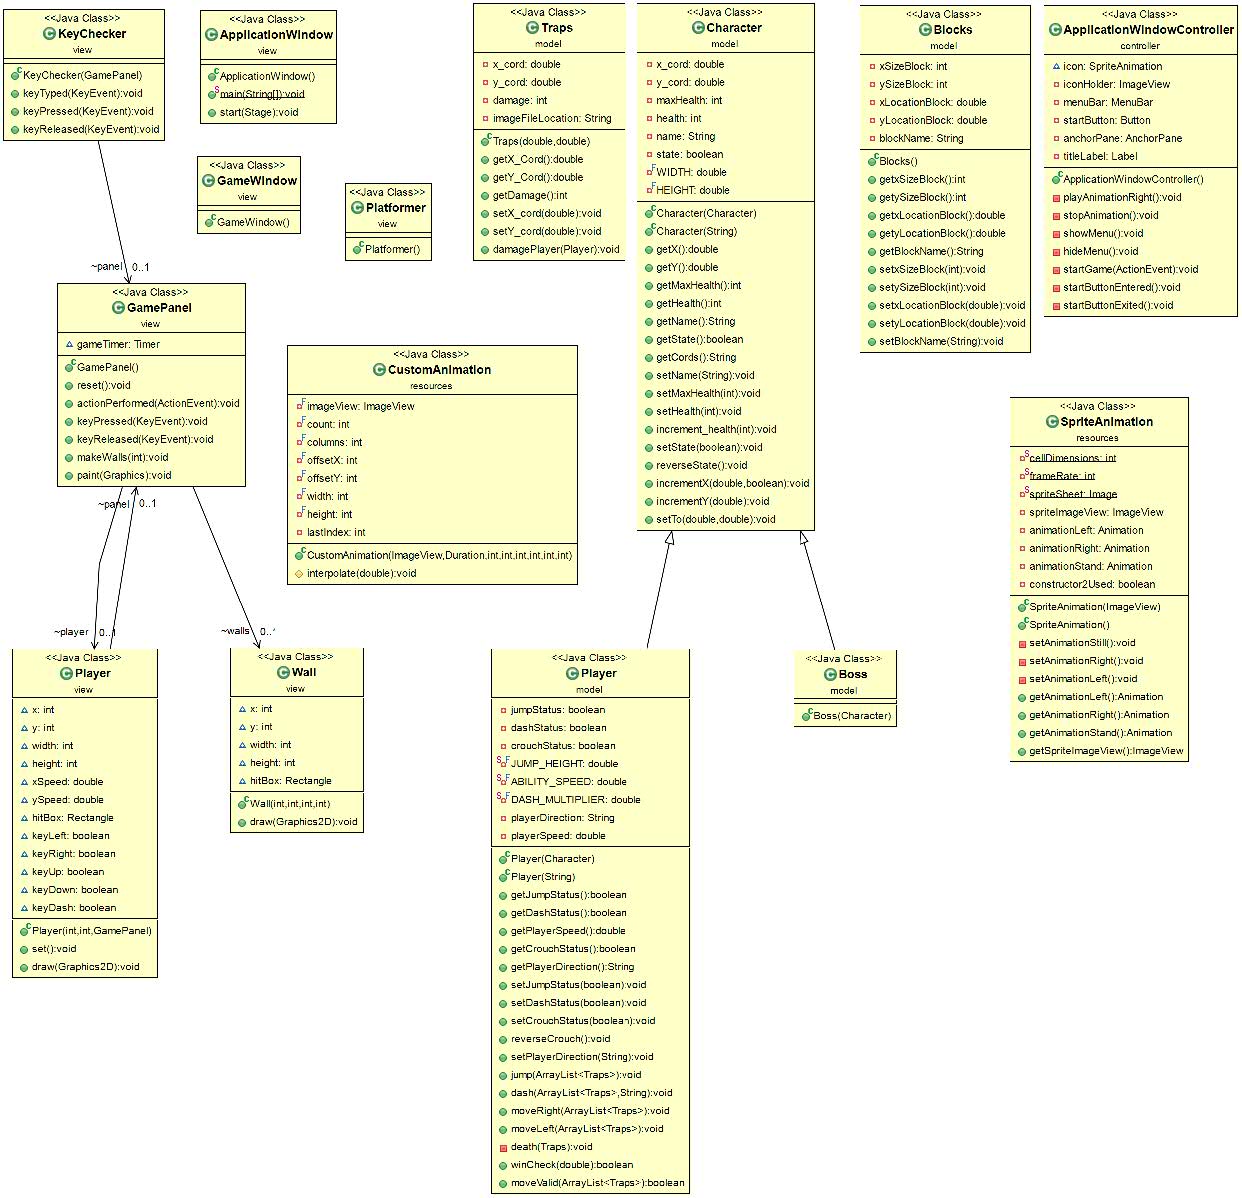 <<Java Class>>
KeyChecker
view
KeyChecker(GamePanel)
keyTyped(KeyEvent):void
keyPressed(KeyEvent):void
keyReleased(KeyEvent):void
<<Java Class>>
ApplicationWindow
view
ApplicationWindow()
main(String[]):void
start(Stage):void
<<Java Class>>
GameWindow
view
GameWindow()
<<Java Class>>
Platformer
view
Platformer()
<<Java Class>>
Traps
model
x_cord: double
y_cord: double
damage: int
imageFileLocation: String
Traps(double,double)
getX_Cord():double
getY_Cord():double
getDamage():int
setX_cord(double):void
setY_cord(double):void
damagePlayer(Player):void
<<Java Class>>
Character
model
x_cord: double
y_cord: double
maxHealth: int
health: int
name: String
state: boolean
WIDTH: double
HEIGHT: double
Character(Character)
Character(String)
getX():double
getY():double
getMaxHealth():int
getHealth():int
getName():String
getState():boolean
getCords():String
setName(String):void
setMaxHealth(int):void
setHealth(int):void
increment_health(int):void
setState(boolean):void
reverseState():void
incrementX(double,boolean):void
incrementY(double):void
setTo(double,double):void
<<Java Class>>
Blocks
model
xSizeBlock: int
ySizeBlock: int
xLocationBlock: double
yLocationBlock: double
blockName: String
Blocks()
getxSizeBlock():int
getySizeBlock():int
getxLocationBlock():double
getyLocationBlock():double
getBlockName():String
setxSizeBlock(int):void
setySizeBlock(int):void
setxLocationBlock(double):void
setyLocationBlock(double):void
setBlockName(String):void
<<Java Class>>
ApplicationWindowController
controller
icon: SpriteAnimation
iconHolder: ImageView
menuBar: MenuBar
startButton: Button
anchorPane: AnchorPane
titleLabel: Label
ApplicationWindowController()
playAnimationRight():void
stopAnimation():void
showMenu():void
hideMenu():void
startGame(ActionEvent):void
startButtonEntered():void
startButtonExited():void
~panel 0..1
<<Java Class>>
GamePanel
view
gameTimer: Timer
GamePanel()
reset():void
actionPerformed(ActionEvent):void
keyPressed(KeyEvent):void
keyReleased(KeyEvent):void
makeWalls(int):void
paint(Graphics):void
<<Java Class>>
CustomAnimation
resources
imageView: ImageView
count: int
columns: int
offsetX: int
offsetY: int
width: int
height: int
lastIndex: int
CustomAnimation(ImageView,Duration,int,int,int,int,int,int)
interpolate(double):void
<<Java Class>>
SpriteAnimation
resources
cellDimensions: int
frameRate: int
spriteSheet: Image
spriteImageView: ImageView
animationLeft: Animation
animationRight: Animation
animationStand: Animation
constructor2Used: boolean
SpriteAnimation(ImageView)
SpriteAnimation()
setAnimationStill():void
setAnimationRight():void
setAnimationLeft():void
getAnimationLeft():Animation
getAnimationRight():Animation
getAnimationStand():Animation
getSpriteImageView():ImageView
~panel 0..1
~player 0..1
~walls 0..*
<<Java Class>>
Player
view
x: int
y: int
width: int
height: int
xSpeed: double
ySpeed: double
hitBox: Rectangle
keyLeft: boolean
keyRight: boolean
keyUp: boolean
keyDown: boolean
keyDash: boolean
Player(int,int,GamePanel)
set():void
draw(Graphics2D):void
<<Java Class>>
Wall
view
x: int
y: int
width: int
height: int
hitBox: Rectangle
Wall(int,int,int,int)
draw(Graphics2D):void
<<Java Class>>
Player
model
jumpStatus: boolean
dashStatus: boolean
crouchStatus: boolean
JUMP_HEIGHT: double
ABILITY_SPEED: double
DASH_MULTIPLIER: double
playerDirection: String
playerSpeed: double
Player(Character)
Player(String)
getJumpStatus():boolean
getDashStatus():boolean
getPlayerSpeed():double
getCrouchStatus():boolean
getPlayerDirection():String
setJumpStatus(boolean):void
setDashStatus(boolean):void
setCrouchStatus(boolean):void
reverseCrouch():void
setPlayerDirection(String):void
jump(ArrayList<Traps>):void
dash(ArrayList<Traps>,String):void
moveRight(ArrayList<Traps>):void
moveLeft(ArrayList<Traps>):void
death(Traps):void
winCheck(double):boolean
moveValid(ArrayList<Traps>):boolean
<<Java Class>>
Boss
model
Boss(Character)